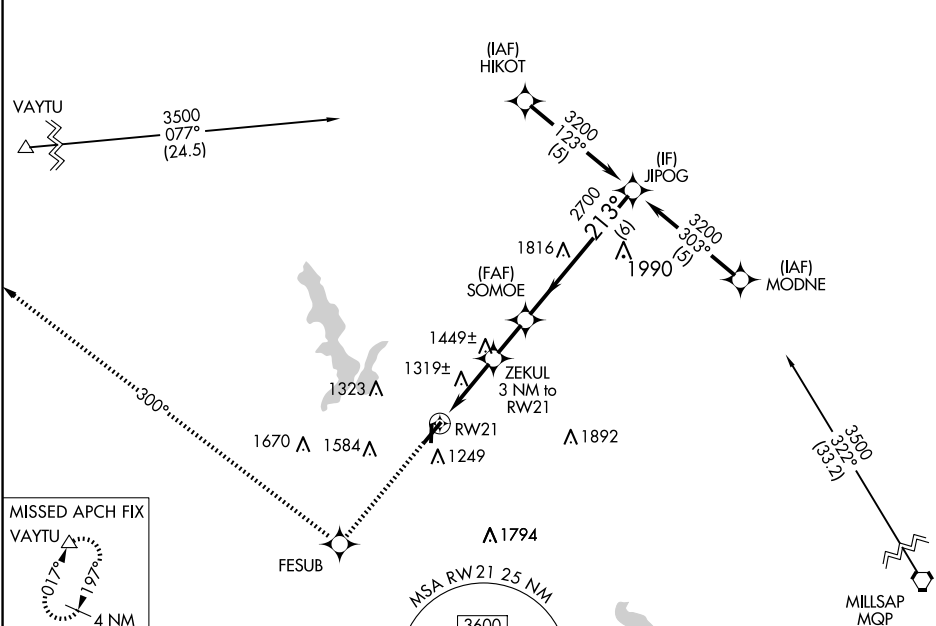 (IAF)
HIKOT
VAYTU
3500
077°
(24.5)
3200
123°
(5)
(IF)
JIPOG
2700
213°
(6)
3200
303°
(5)
1816
1990
(IAF)
MODNE
(FAF)
SOMOE
1449±
ZEKUL
3 NM to
RW21
1319±
1323
300°
RW21
1670
1584
1249
1892
3500
322°
(33.2)
MISSED APCH FIX
VAYTU
017°
197°
4 NM
FESUB
1794
MSA RW21 25 NM
3600
MILLSAP
MQP